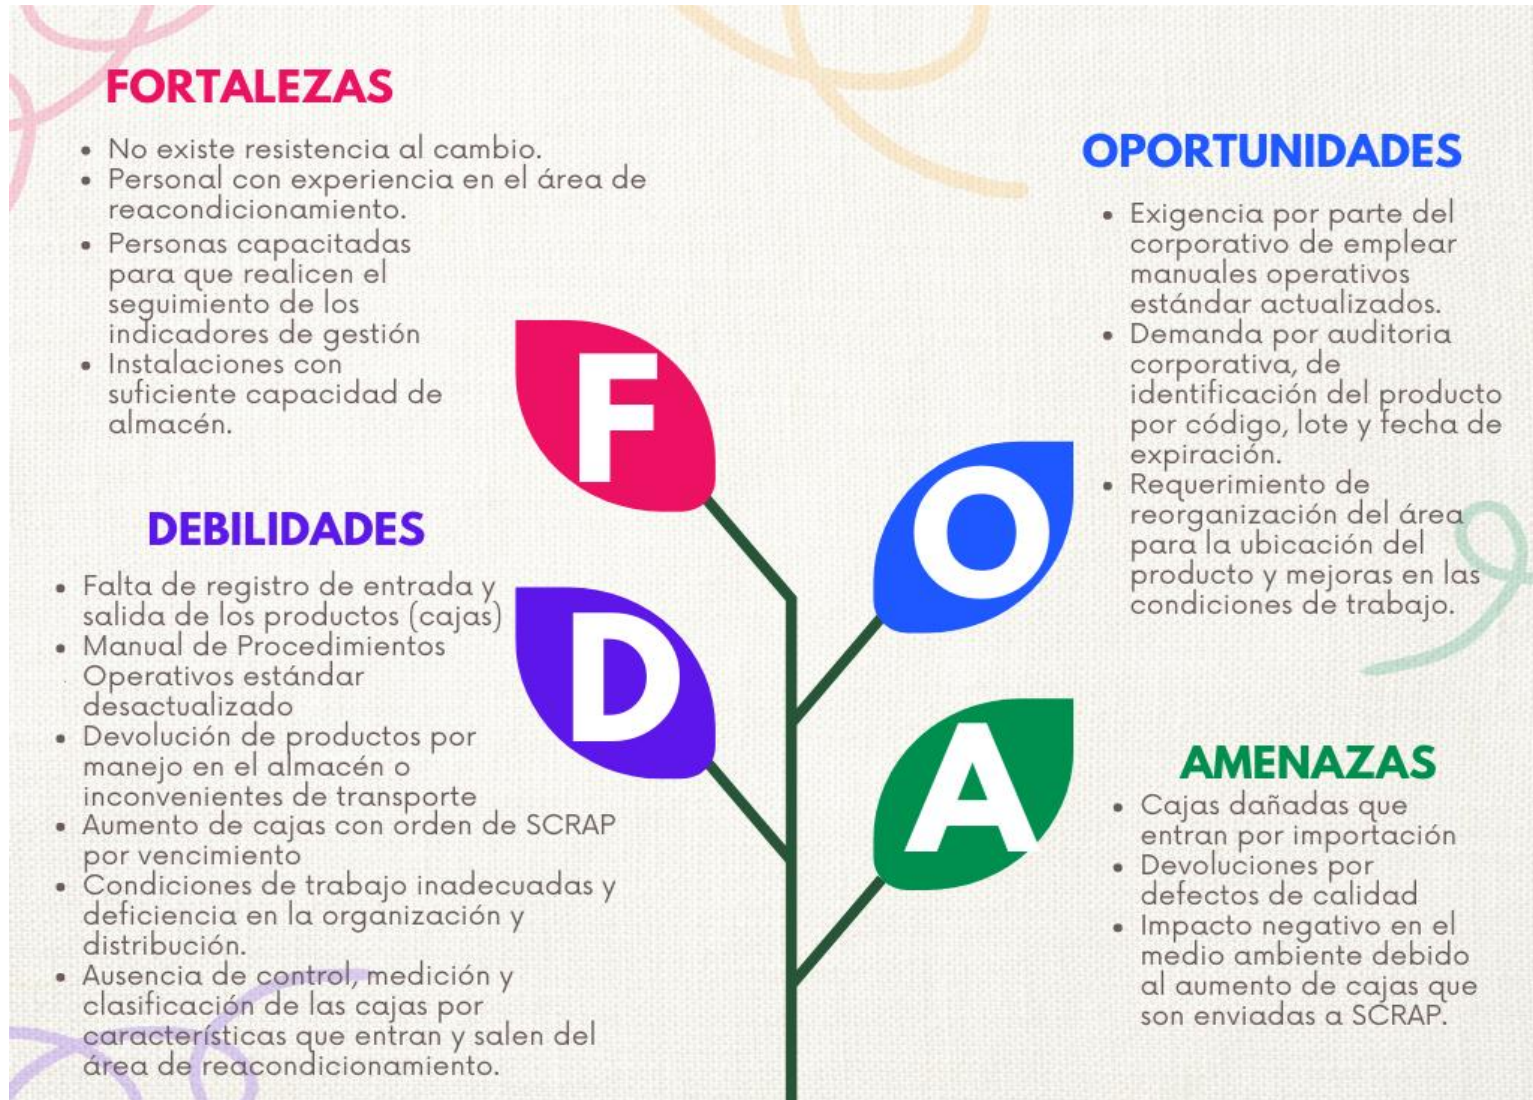 FORTALEZAS
• No existe resistencia al cambio.
• Personal con experiencia en el área de
reacondicionamiento.
• Personas capacitadas
para que realicen el
seguimiento de los
indicadores de gestión
• Instalaciones con
suficiente capacidad de
almacén.
F
OPORTUNIDADES
• Exigencia por parte del
corporativo de emplear
manuales operativos
estándar actualizados.
• Demanda por auditoria
corporativa, de
identificación del producto
por código, lote y fecha de
expiración.
• Requerimiento de
reorganización del área
para la ubicación del
producto y mejoras en las
condiciones de trabajo.
O
DEBILIDADES
• Falta de registro de entrada y
salida de los productos (cajas)
• Manual de Procedimientos
Operativos estándar
desactualizado
• Devolución de productos por
manejo en el almacén o
inconvenientes de transporte
• Aumento de cajas con orden de SCRAP
por vencimiento
• Condiciones de trabajo inadecuadas y
deficiencia en la organización y
distribución.
• Ausencia de control, medición y
clasificación de las cajas por
características que entran y salen del
área de reacondicionamiento.
D
AMENAZAS
• Cajas dañadas que
entran por importación
• Devoluciones por
defectos de calidad
• Impacto negativo en el
medio ambiente debido
al aumento de cajas que
son enviadas a SCRAP.
A